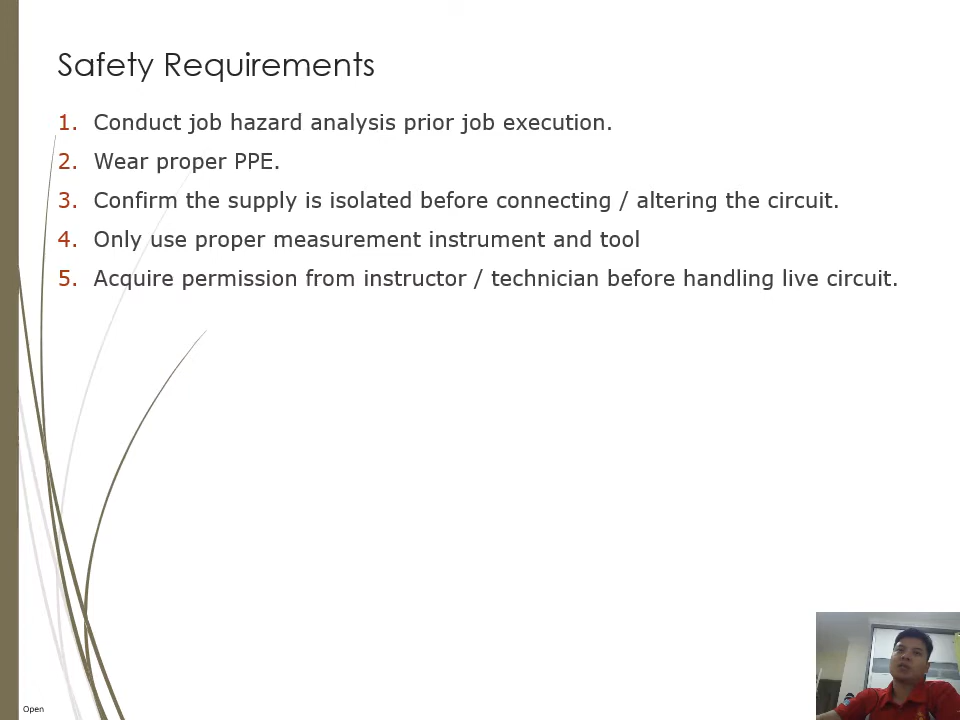 Safety Requirements
1. Conduct job hazard analysis prior job execution.
2. Wear proper PPE.
3. Confirm the supply is isolated before connecting / altering the circuit.
4. Only use proper measurement instrument and tool
5. Acquire permission from instructor / technician before handling live circuit.
Open